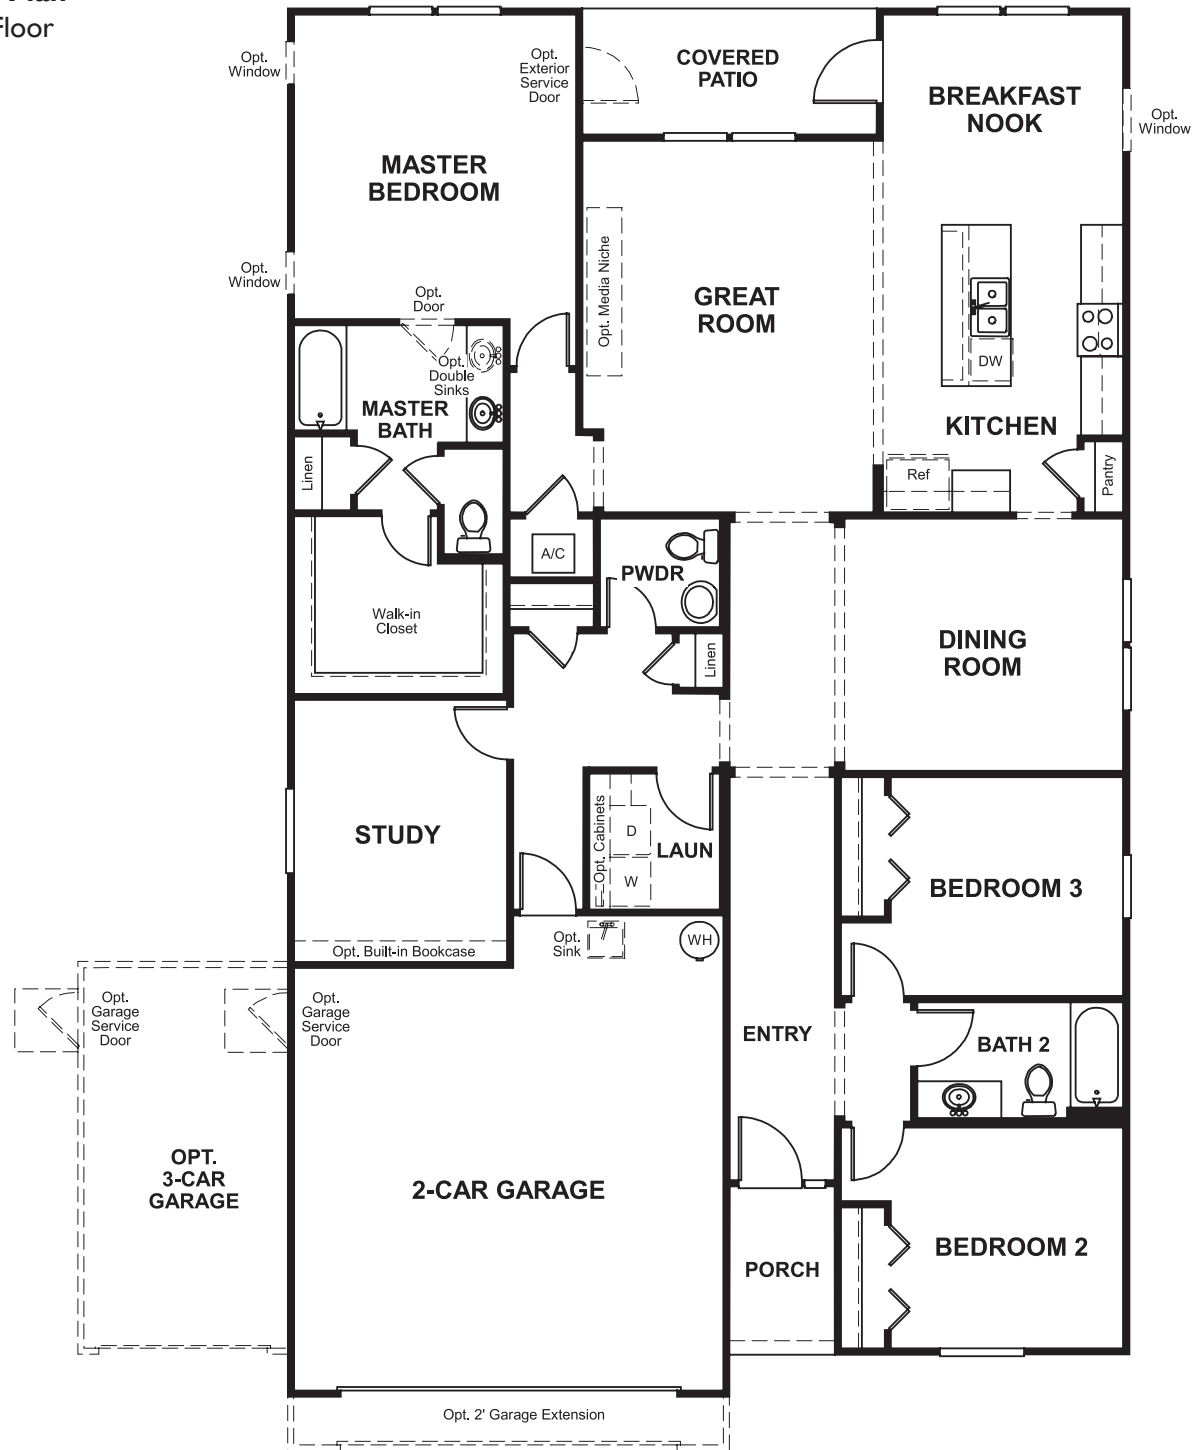 Floor
Opt.
Window
Opt.
Exterior
Service
Door
COVERED
PATIO
BREAKFAST
NOOK
Opt.
Window
MASTER
BEDROOM
Opt.
Window
Opt.
Door
Opt. Media Niche
GREAT
ROOM
DW
Opt.
Double
Sinks
MASTER
BATH
KITCHEN
Linen
Ref
Pantry
A/C
PWDR
Walk-in
Closet
Linen
DINING
ROOM
STUDY
Opt. Cabinets
D
W
LAUN
BEDROOM 3
Opt. Built-in Bookcase
Opt.
Sink
WH
Opt.
Garage
Service
Door
Opt.
Garage
Service
Door
ENTRY
BATH 2
OPT.
3-CAR
GARAGE
2-CAR GARAGE
PORCH
BEDROOM 2
Opt. 2' Garage Extension